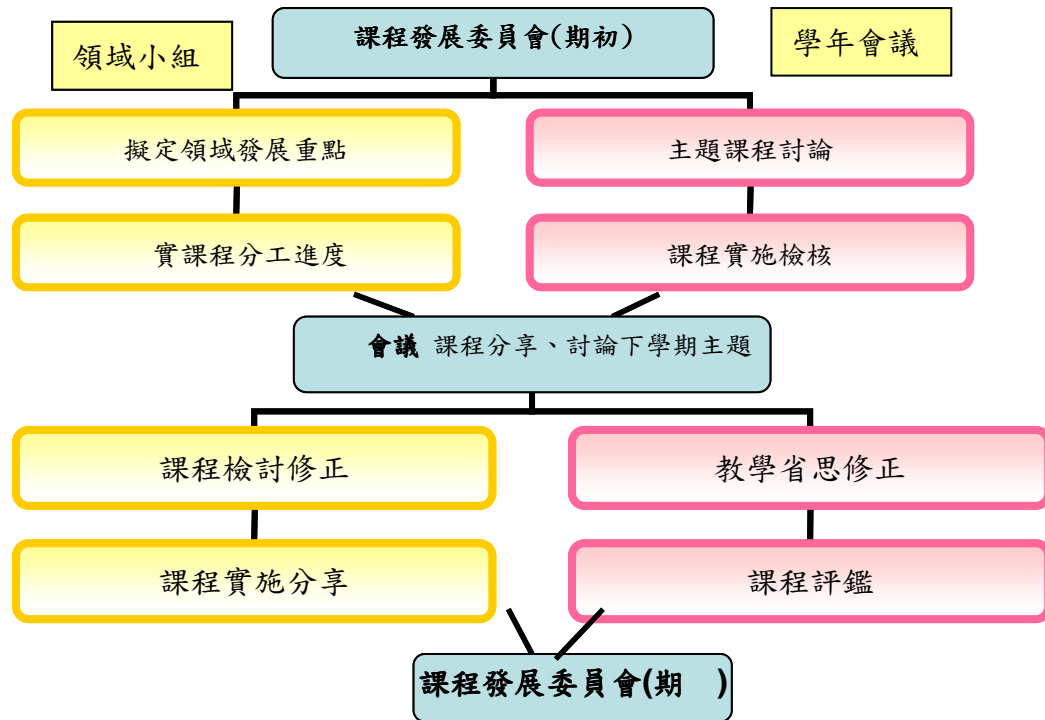 領域小組
課程發展委員會(期初)
學年會議
擬定領域發展重點
主題課程討論
實課程分工進度
課程實施檢核
會議 課程分享、討論下學期主題
課程檢討修正
教學省思修正
課程實施分享
課程評鑑
課程發展委員會(期 )